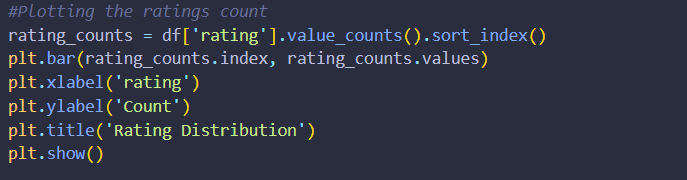 #Plotting the ratings count
rating_counts = df['rating'].value_counts().sort_index()
plt.bar(rating_counts.index, rating_counts.values)
plt.xlabel('rating')
plt.ylabel('Count')
plt.title('Rating Distribution')
plt.show()